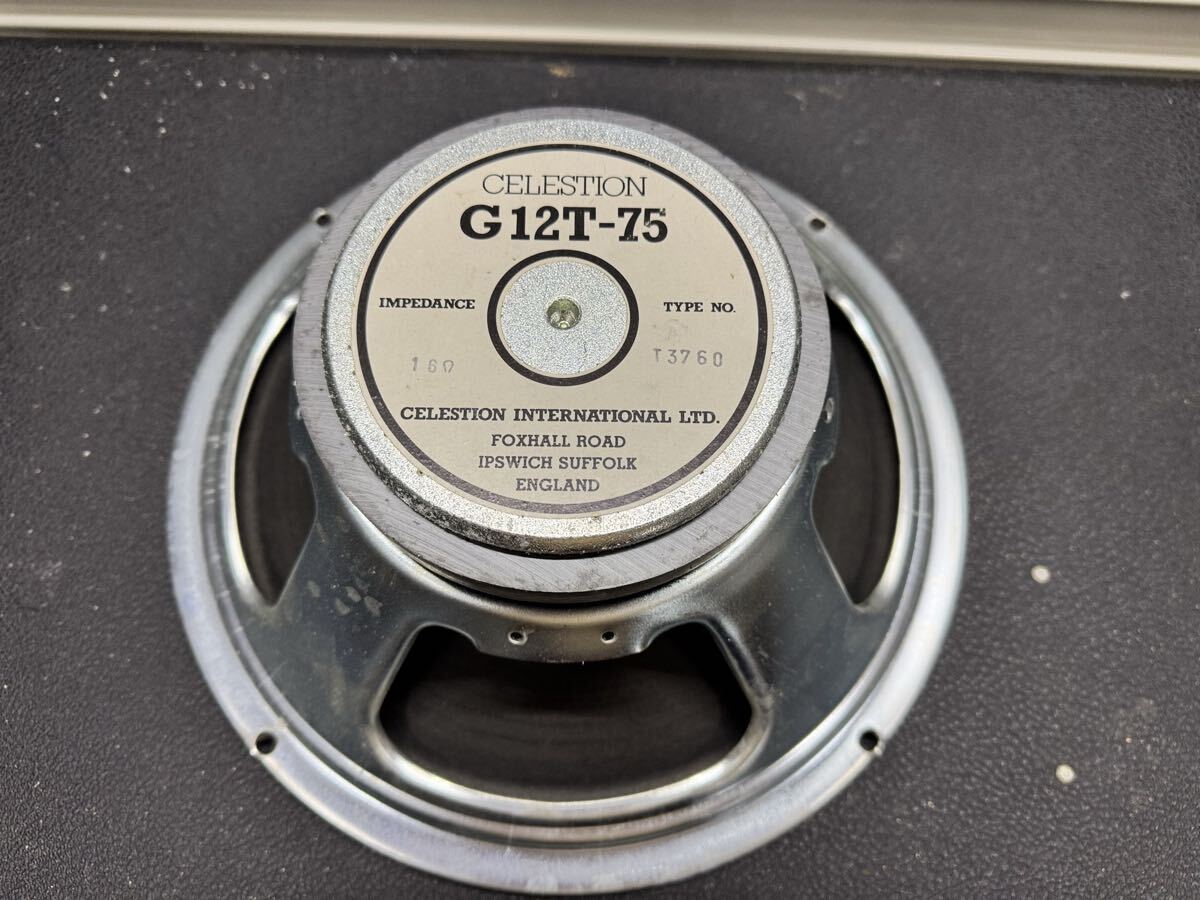 CELESTION
G12T-75
IMPEDANCE
TYPE NO.
16Ω
T3760
CELESTION INTERNATIONAL LTD.
FOXHALL ROAD
IPSWICH SUFFOLK
ENGLAND